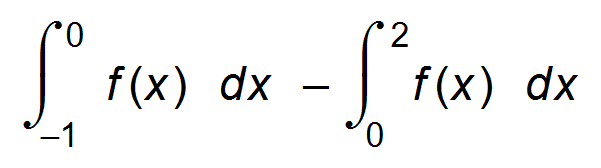 ∫_{–1}^{0} f(x) dx – ∫_{0}^{2} f(x) dx